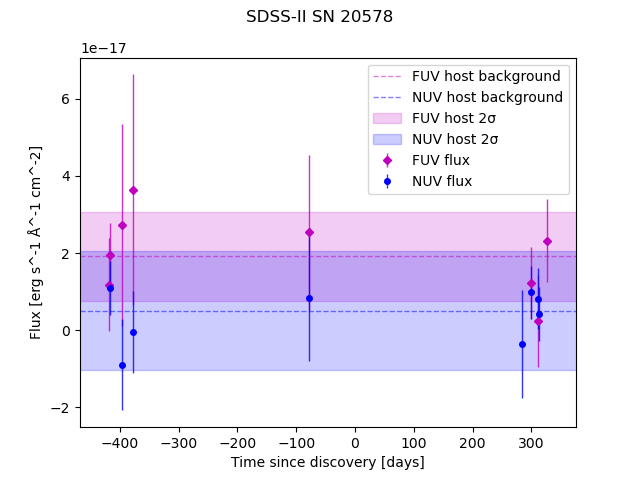 SDSS-II SN 20578
1e−17
FUV host background
NUV host background
FUV host 2σ
NUV host 2σ
FUV flux
NUV flux
6
4
2
0
−2
Flux [erg s^-1 Å^-1 cm^-2]
−400
−300
−200
−100
0
100
200
300
Time since discovery [days]